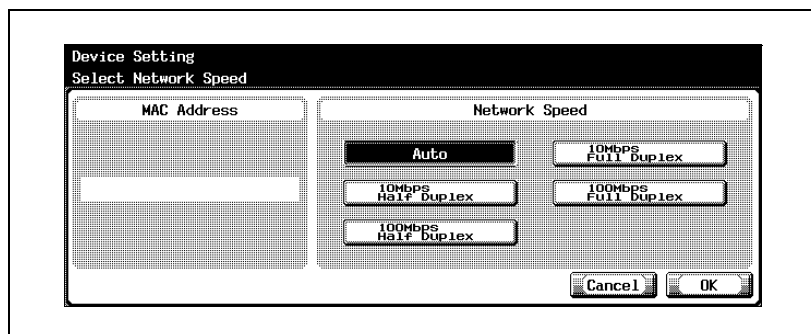 Device Setting
Select Network Speed
MAC Address
Network Speed
Auto
10Mbps
Full Duplex
10Mbps
Half Duplex
100Mbps
Full Duplex
100Mbps
Half Duplex
Cancel
OK